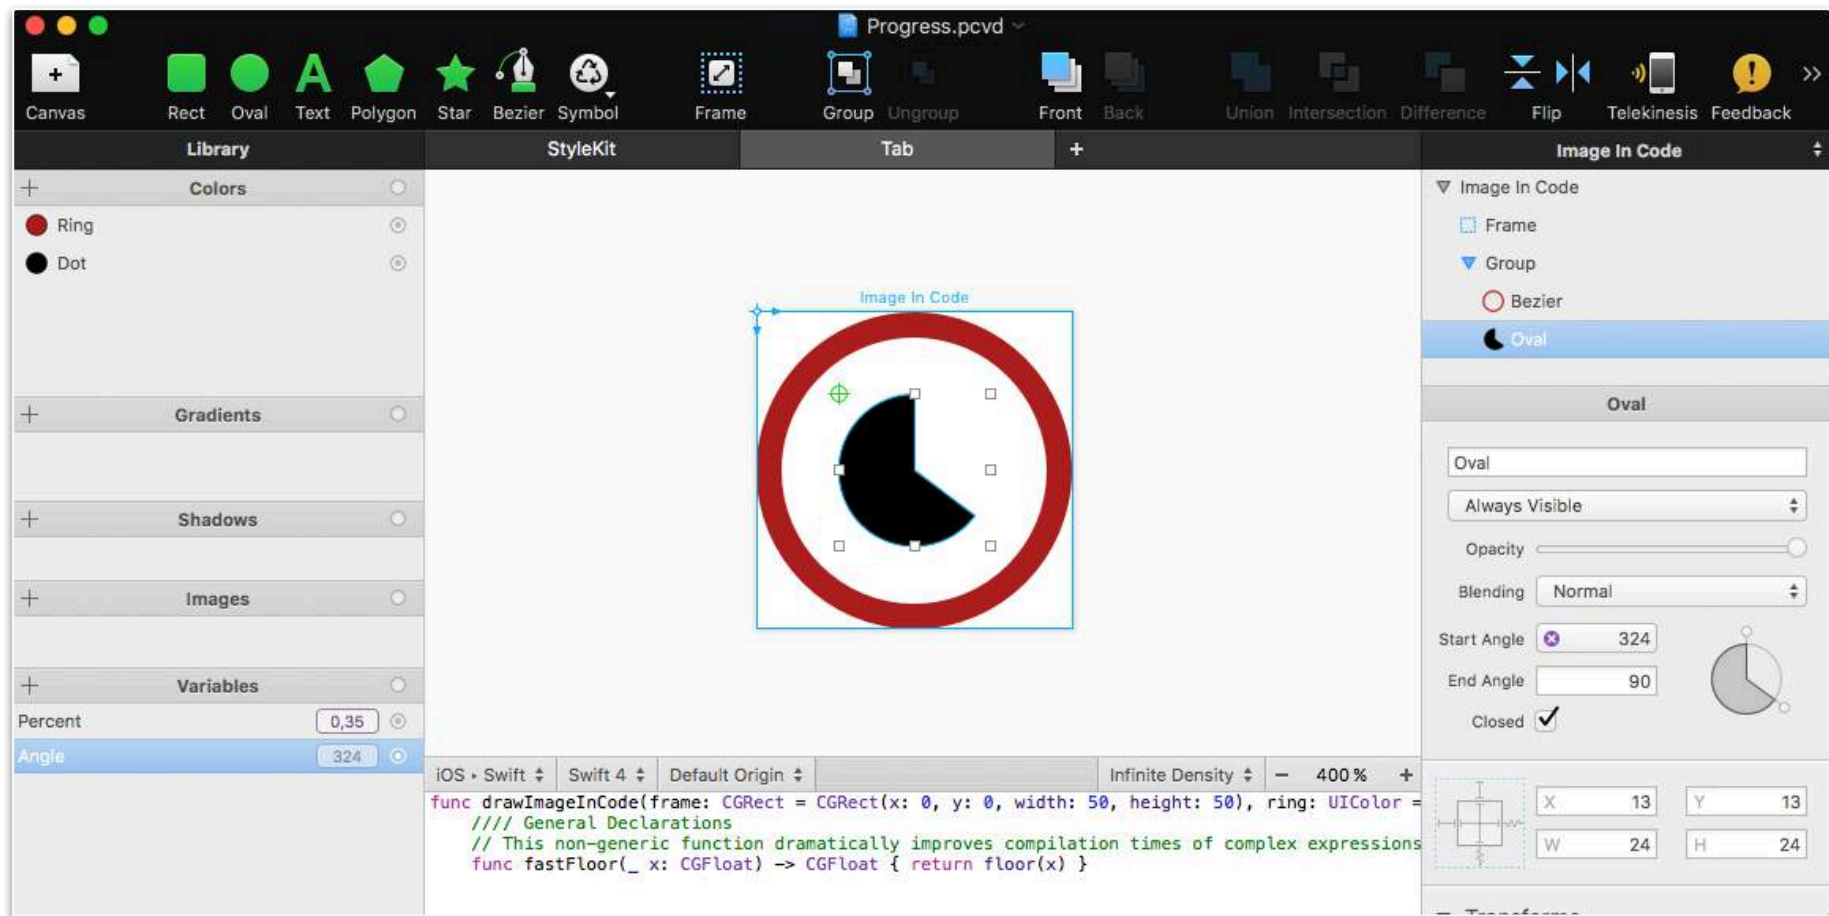 Progress.pcvd
Canvas Rect Oval Text Polygon Star Bezier Symbol Frame Group Ungroup Front Back Union Intersection Difference Flip Telekinesis Feedback
Library StyleKit Tab + Image In Code
Colors
Ring
Dot
Gradients
Shadows
Images
Variables
Percent 0,35
Angle 324
Image In Code
iOS ▸ Swift Swift 4 Default Origin Infinite Density − 400 % +
func drawImageInCode(frame: CGRect = CGRect(x: 0, y: 0, width: 50, height: 50), ring: UIColor =
//// General Declarations
// This non-generic function dramatically improves compilation times of complex expressions
func fastFloor(_ x: CGFloat) -> CGFloat { return floor(x) }
Image In Code
Frame
Group
Bezier
Oval
Oval
Oval
Always Visible
Opacity
Blending Normal
Start Angle 324
End Angle 90
Closed
X 13 Y 13
W 24 H 24